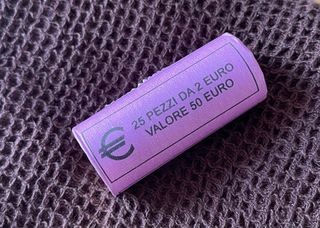 €
25 PEZZI DA 2 EURO
VALORE 50 EURO